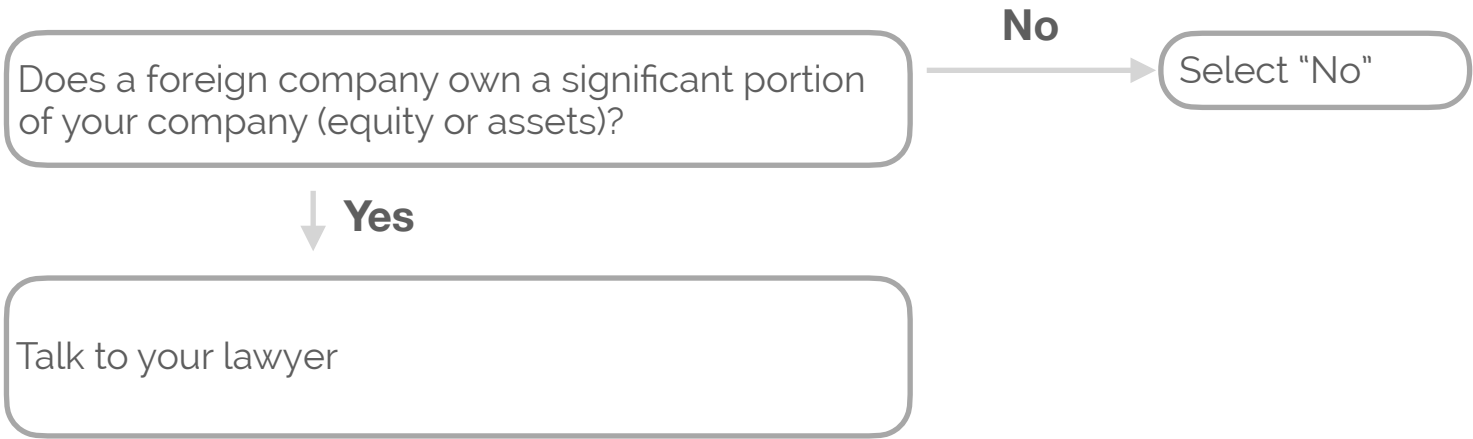 No
Does a foreign company own a significant portion
of your company (equity or assets)?
Select “No”
Yes
Talk to your lawyer